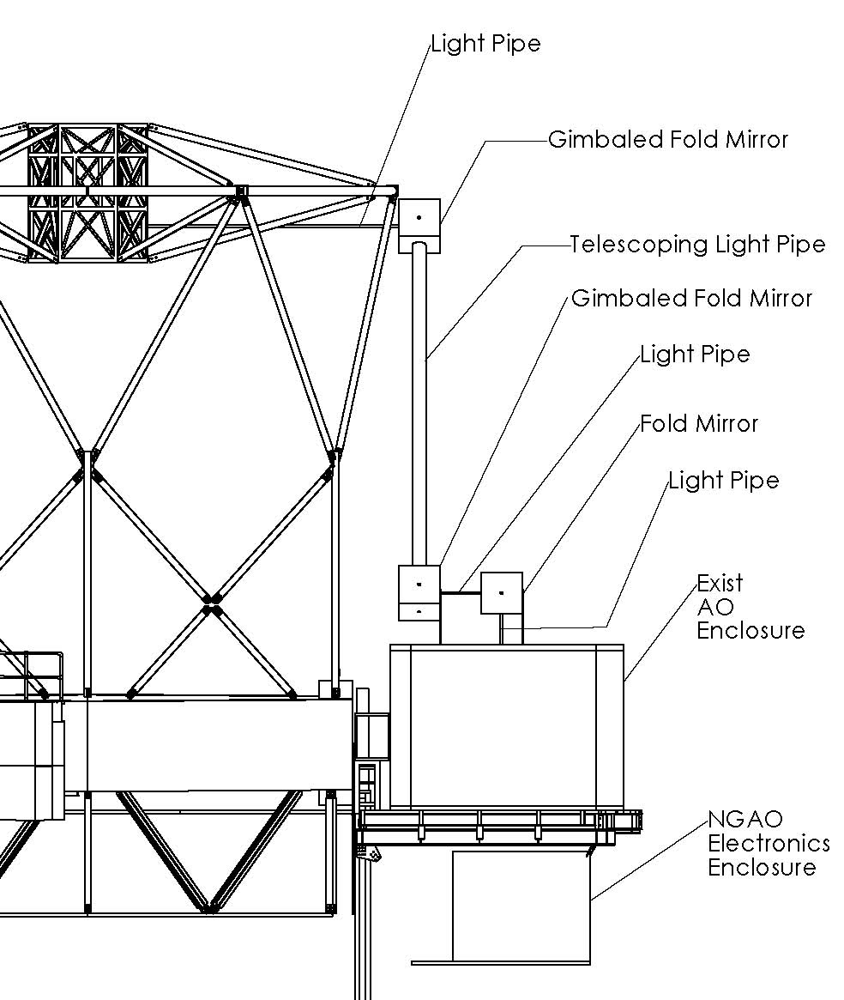 Light Pipe
Gimbaled Fold Mirror
Telescoping Light Pipe
Gimbaled Fold Mirror
Light Pipe
Fold Mirror
Light Pipe
Exist
AO
Enclosure
NGAO
Electronics
Enclosure